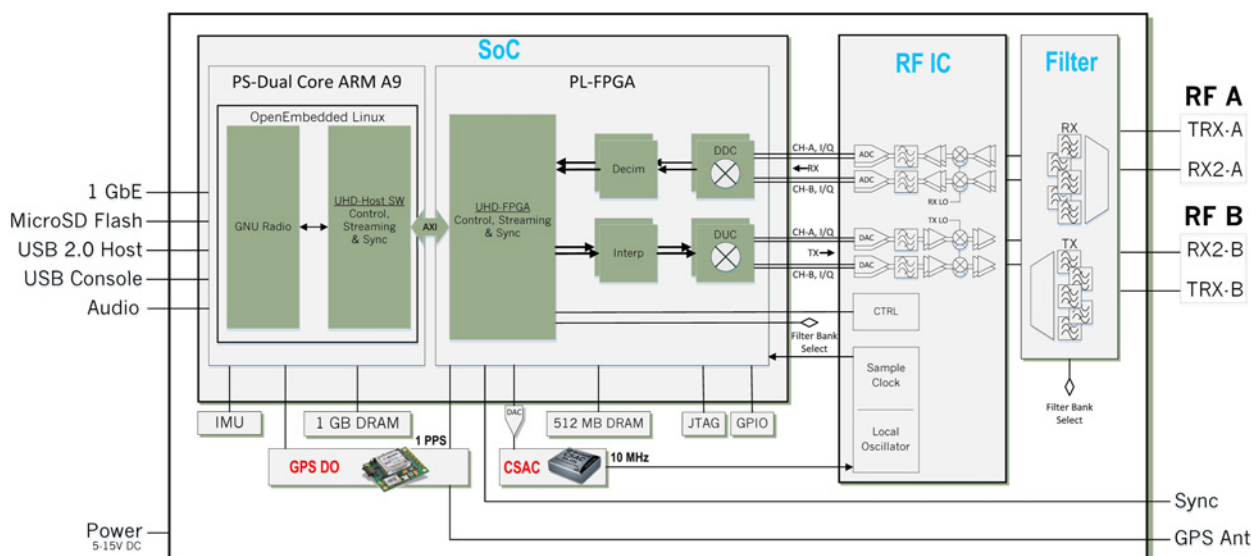 SoC
RF IC
Filter
PS-Dual Core ARM A9
PL-FPGA
OpenEmbedded Linux
GNU Radio
UHD-Host SW
Control,
Streaming
& Sync
AXI
UHD-FPGA
Control, Streaming
& Sync
Decim
DDC
Interp
DUC
CH-A, I/Q
RX
CH-B, I/Q
CH-A, I/Q
TX
CH-B, I/Q
ADC
ADC
RX LO
TX LO
DAC
DAC
CTRL
Filter Bank
Select
Sample
Clock
Local
Oscillator
RX
TX
Filter Bank
Select
RF A
TRX-A
RX2-A
RF B
RX2-B
TRX-B
1 GbE
MicroSD Flash
USB 2.0 Host
USB Console
Audio
IMU
1 GB DRAM
DAC
512 MB DRAM
JTAG
GPIO
GPS DO
1 PPS
CSAC
CSAC
10 MHz
Sync
GPS Ant
Power
5-15V DC